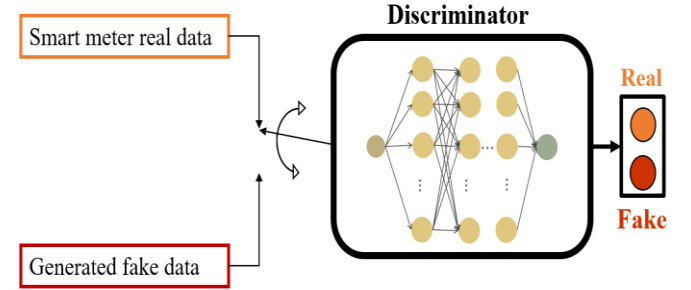 Discriminator
Smart meter real data
Real
Fake
Generated fake data